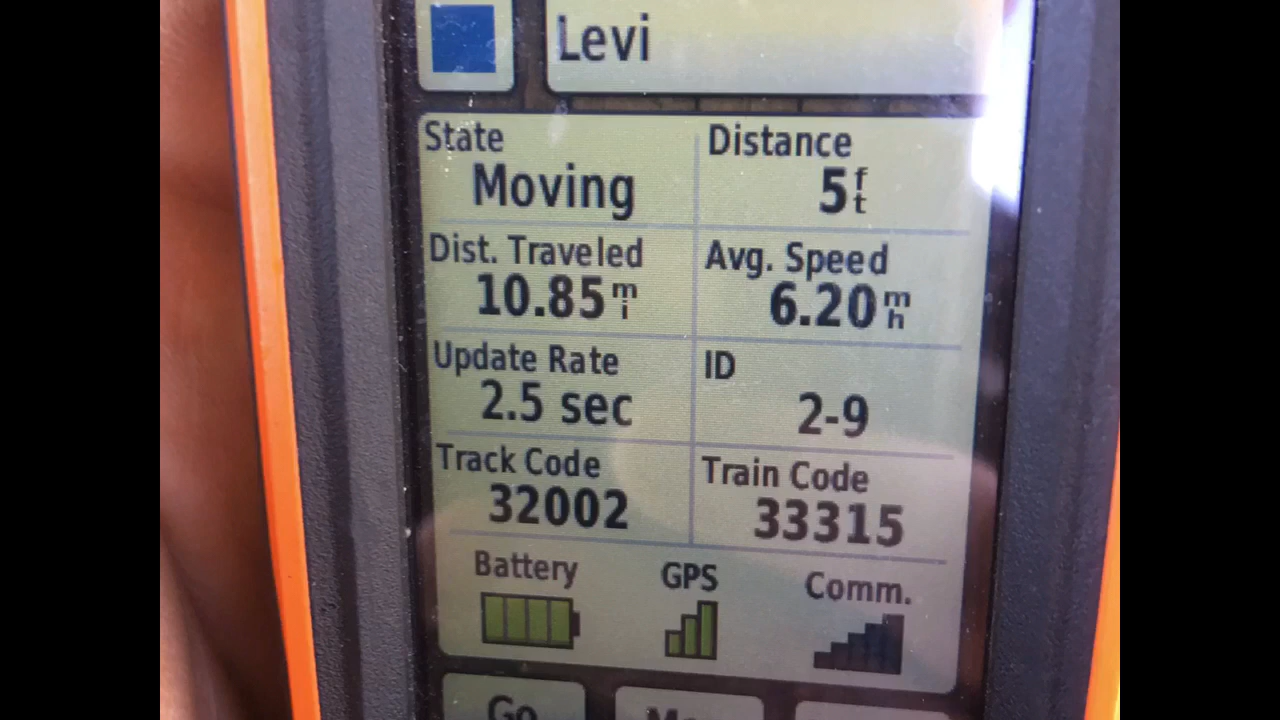 Levi
State Distance
Moving 5ft
Dist. Traveled Avg. Speed
10.85mi 6.20mh
Update Rate ID
2.5 sec 2-9
Track Code Train Code
32002 33315
Battery GPS Comm.
Go